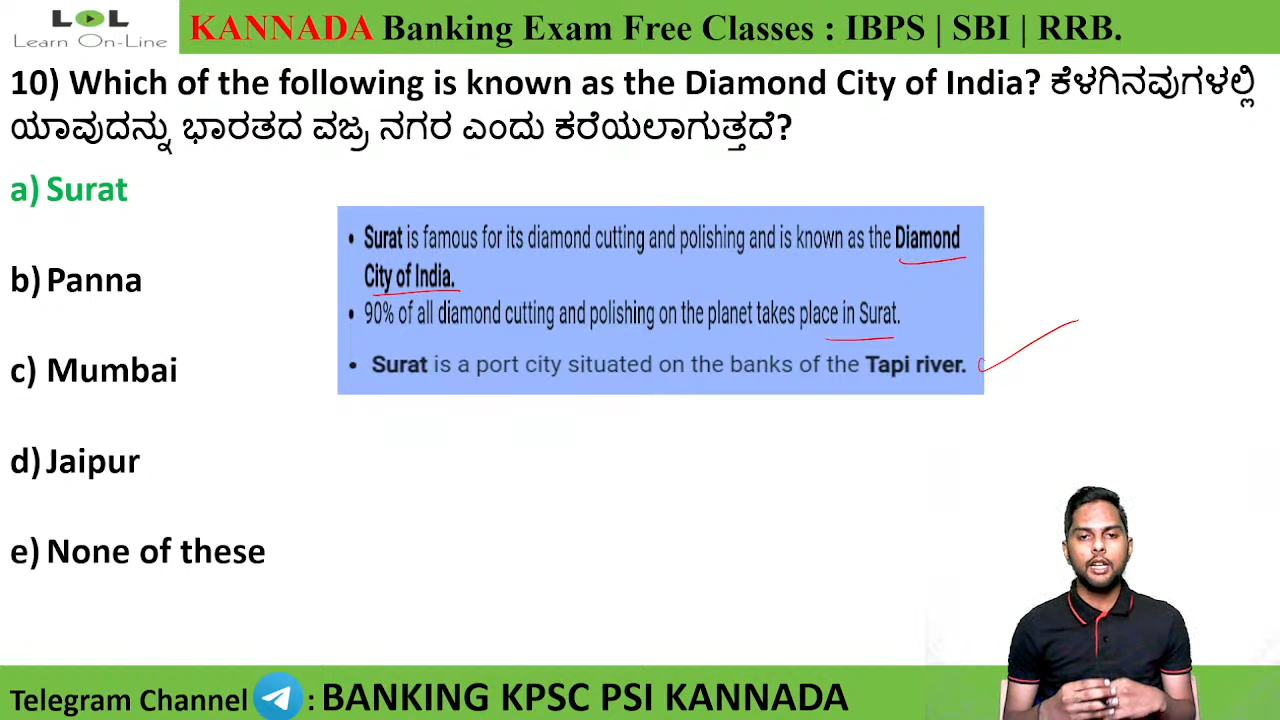 LOL
Learn On-Line
KANNADA Banking Exam Free Classes : IBPS | SBI | RRB.
10) Which of the following is known as the Diamond City of India? ಕೆಳಗಿನವುಗಳಲ್ಲಿ
ಯಾವುದನ್ನು ಭಾರತದ ವಜ್ರ ನಗರ ಎಂದು ಕರೆಯಲಾಗುತ್ತದೆ?
a) Surat
• Surat is famous for its diamond cutting and polishing and is known as the Diamond
City of India.
• 90% of all diamond cutting and polishing on the planet takes place in Surat.
• Surat is a port city situated on the banks of the Tapi river.
b) Panna
c) Mumbai
d) Jaipur
e) None of these
Telegram Channel : BANKING KPSC PSI KANNADA